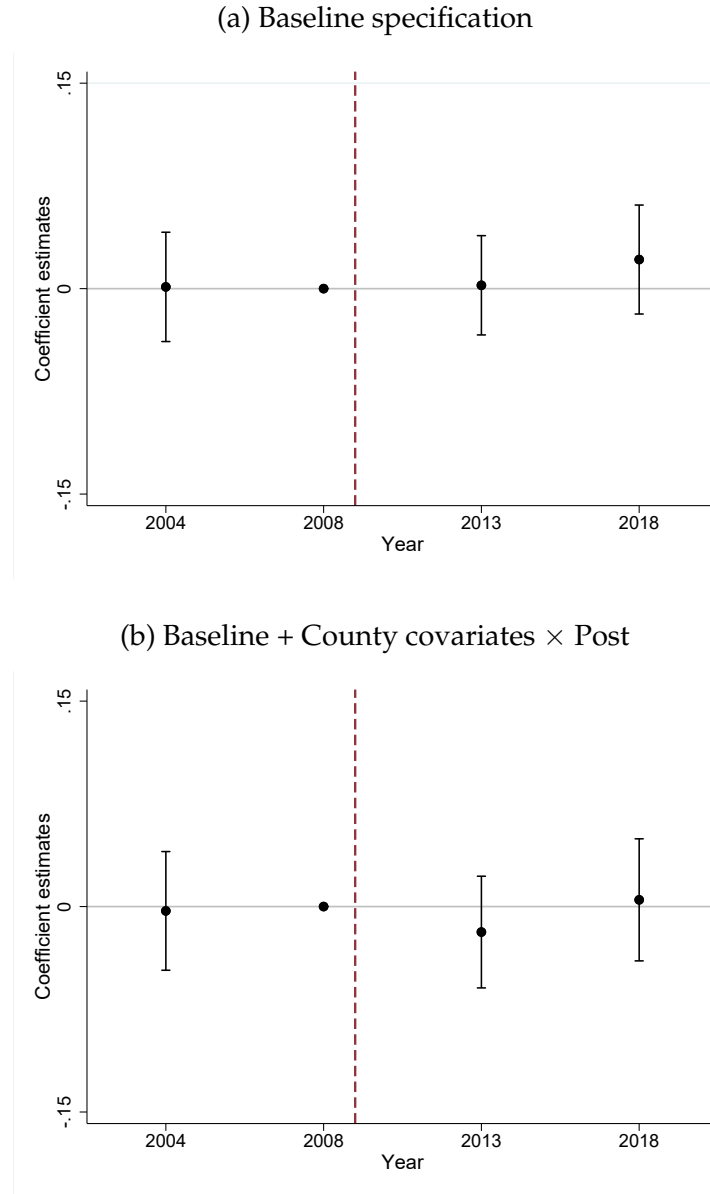 (a) Baseline specification
.15
0
-.15
Coefficient estimates
2004 2008 2013 2018
Year
(b) Baseline + County covariates × Post
.15
0
-.15
Coefficient estimates
2004 2008 2013 2018
Year